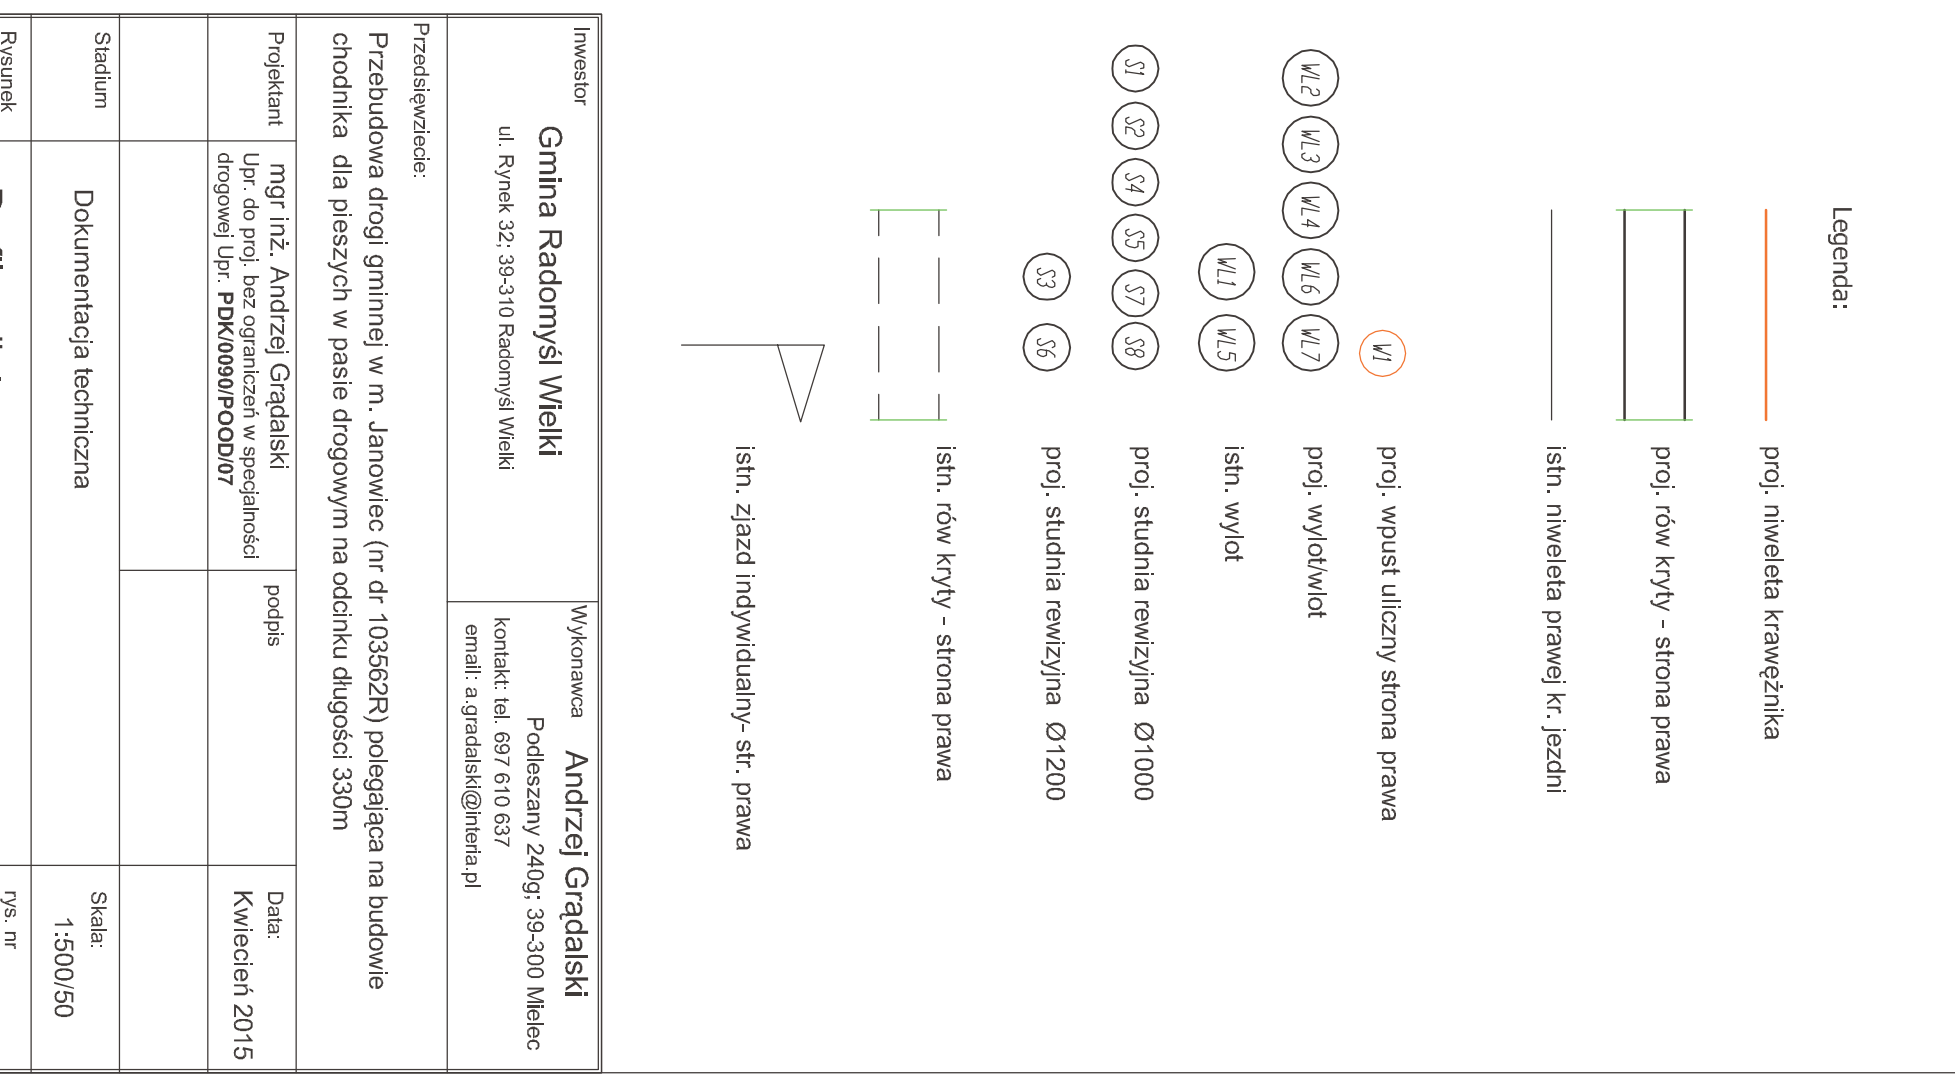 Legenda:
proj. niweleta krawężnika
proj. rów kryty - strona prawa
istn. niweleta prawej kr. jezdni
W1 proj. wpust uliczny strona prawa
WL2 WL3 WL4 WL6 WL7 proj. wylot/wlot
WL1 WL5 istn. wylot
S1 S2 S4 S5 S7 S8 proj. studnia rewizyjna Ø1000
S3 S6 proj. studnia rewizyjna Ø1200
istn. rów kryty - strona prawa
istn. zjazd indywidualny- str. prawa
Inwestor
Gmina Radomyśl Wielki
ul. Rynek 32; 39-310 Radomyśl Wielki
Wykonawca Andrzej Grądalski
Podleszany 240g; 39-300 Mielec
kontakt: tel. 697 610 637
email: a.gradalski@interia.pl
Przedsięwziecie:
Przebudowa drogi gminnej w m. Janowiec (nr dr 103562R) polegająca na budowie
chodnika dla pieszych w pasie drogowym na odcinku długości 330m
Projektant
mgr inż. Andrzej Grądalski
Upr. do proj. bez ograniczeń w specjalności
drogowej Upr. PDK/0090/POOD/07
podpis
Data:
Kwiecień 2015
Stadium
Dokumentacja techniczna
Skala:
1:500/50
Rysunek
rys. nr